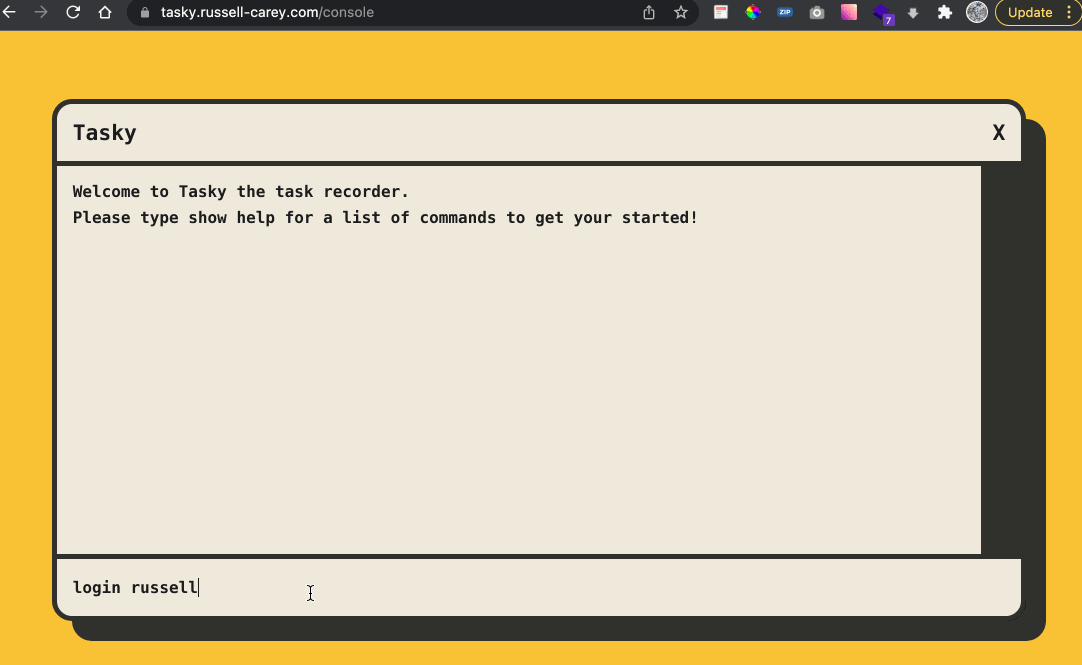 tasky.russell-carey.com/console
ZIP
7
Update
Tasky
X
Welcome to Tasky the task recorder.
Please type show help for a list of commands to get your started!
login russell